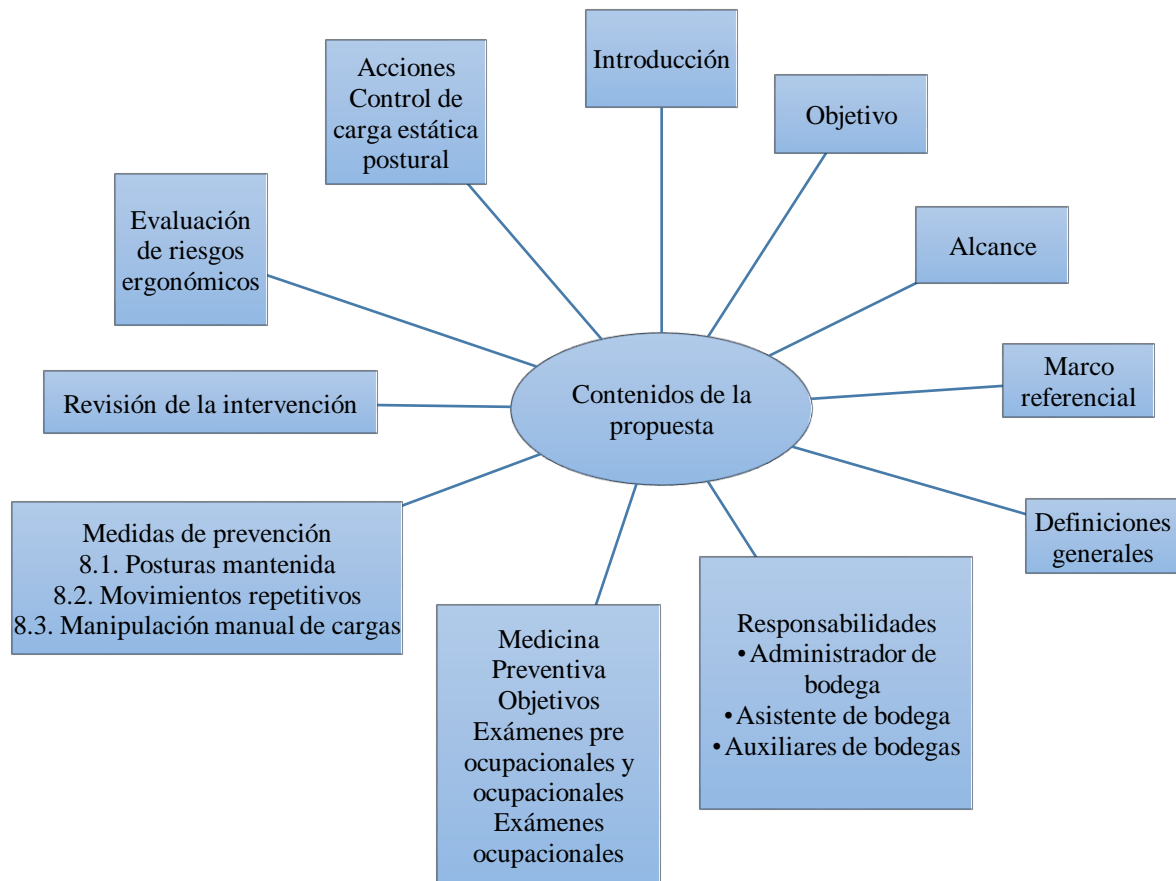 Introducción
Objetivo
Alcance
Marco
referencial
Definiciones
generales
Responsabilidades
• Administrador de
bodega
• Asistente de bodega
• Auxiliares de bodegas
Medicina
Preventiva
Objetivos
Exámenes pre
ocupacionales y
ocupacionales
Exámenes
ocupacionales
Medidas de prevención
8.1. Posturas mantenida
8.2. Movimientos repetitivos
8.3. Manipulación manual de cargas
Revisión de la intervención
Evaluación
de riesgos
ergonómicos
Acciones
Control de
carga estática
postural
Contenidos de la
propuesta